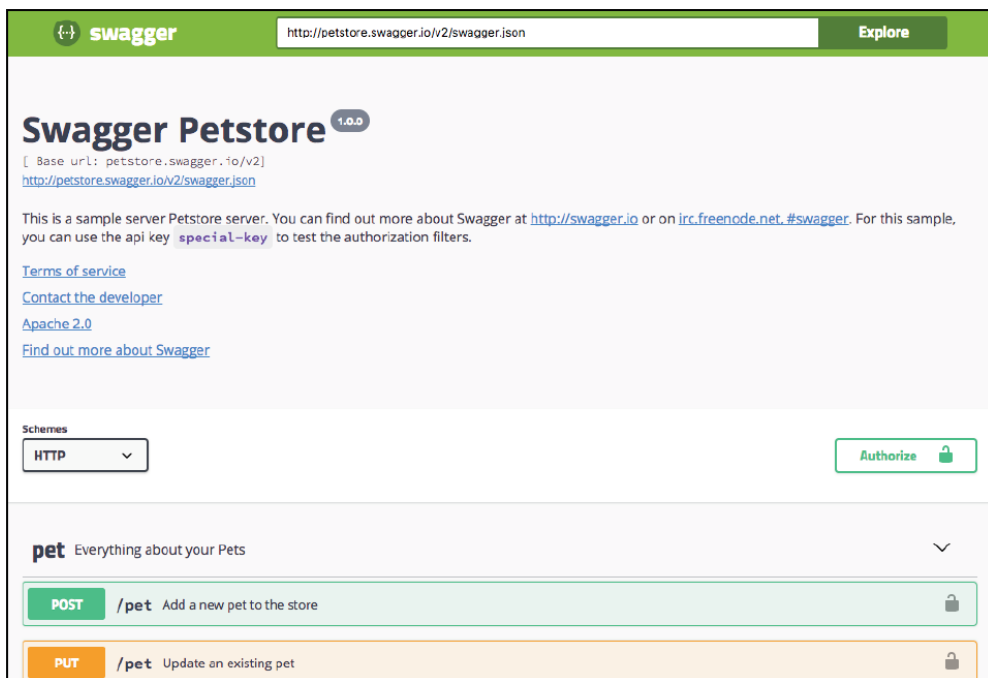 {··} swagger
http://petstore.swagger.io/v2/swagger.json
Explore
Swagger Petstore 1.0.0
[ Base url: petstore.swagger.io/v2]
http://petstore.swagger.io/v2/swagger.json
This is a sample server Petstore server. You can find out more about Swagger at http://swagger.io or on irc.freenode.net, #swagger. For this sample,
you can use the api key special-key to test the authorization filters.
Terms of service
Contact the developer
Apache 2.0
Find out more about Swagger
Schemes
HTTP
Authorize
pet Everything about your Pets
POST /pet Add a new pet to the store
PUT /pet Update an existing pet